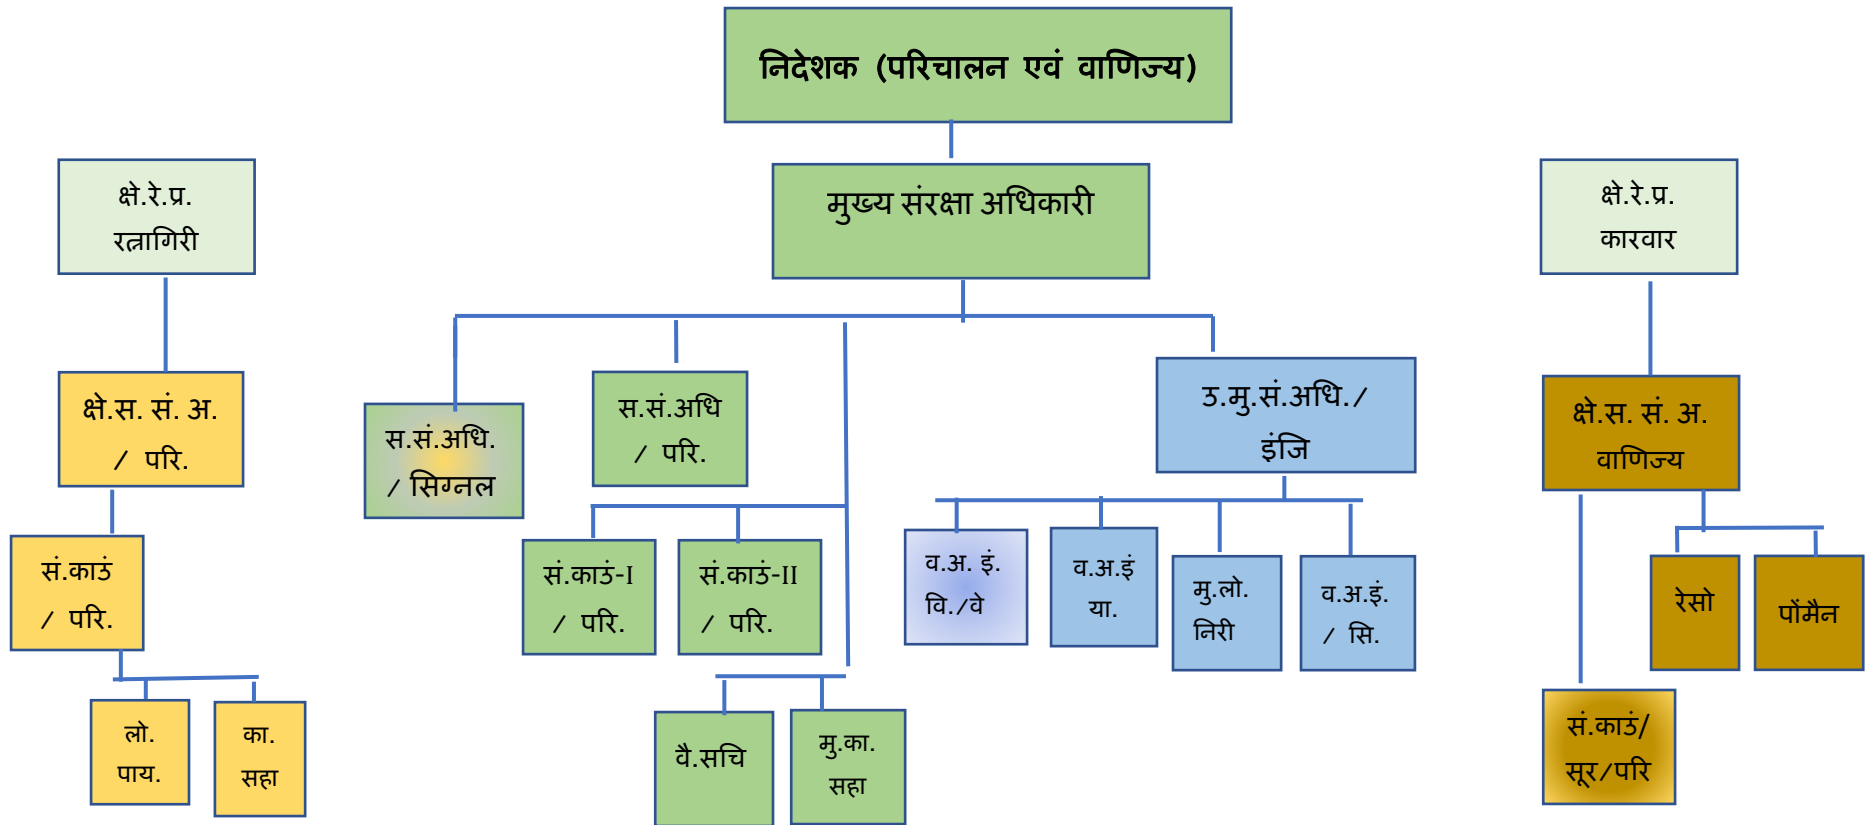 निदेशक (परिचालन एवं वाणिज्य)
मुख्य संरक्षा अधिकारी
क्षे.रे.प्र.
रत्नागिरी
क्षे.रे.प्र.
कारवार
क्षे.स. सं. अ.
/ परि.
स.सं.अधि.
/ सिग्नल
स.सं.अधि
/ परि.
उ.मु.सं.अधि./
इंजि
क्षे.स. सं. अ.
वाणिज्य
सं.काउं
/ परि.
सं.काउं-I
/ परि.
सं.काउं-II
/ परि.
व.अ. इं.
वि./वे
व.अ.इं
या.
मु.लो.
निरी
व.अ.इं.
/ सि.
रेसो
पोंमैन
लो.
पाय.
का.
सहा
वै.सचि
मु.का.
सहा
सं.काउं/
सूर/परि